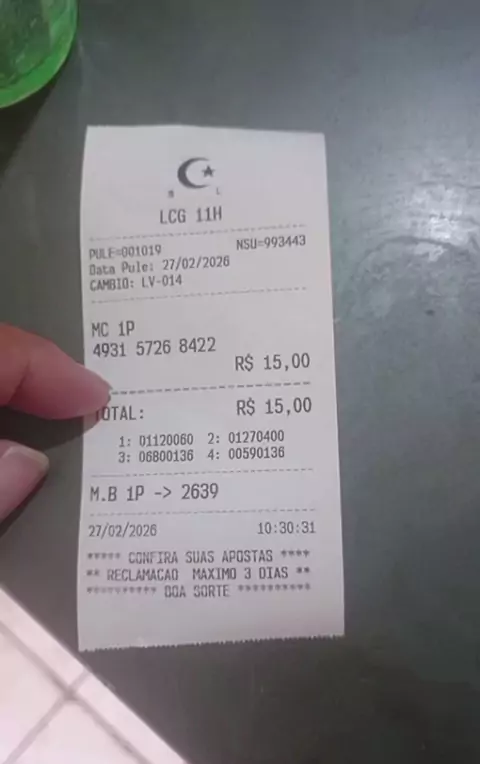 LCG 11H
PULE=001019 NSU=993443
Data Pule: 27/02/2026
CAMBIO: LV-014
MC 1P
4931 5726 8422
R$ 15,00
TOTAL: R$ 15,00
1: 01120060 2: 01270400
3: 06800136 4: 00590136
M.B 1P -> 2639
27/02/2026 10:30:31
***** CONFIRA SUAS APOSTAS ****
** RECLAMACAO MAXIMO 3 DIAS **
********** BOA SORTE **********